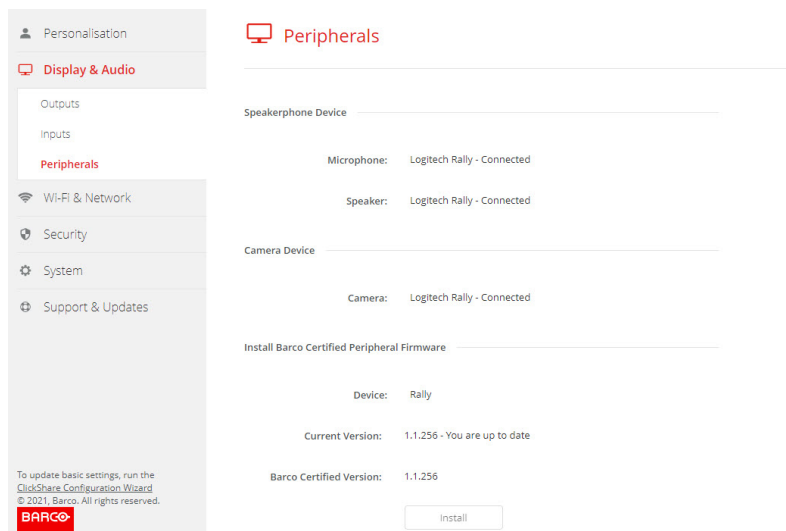 Personalisation
Display & Audio
Outputs
Inputs
Peripherals
Wi-Fi & Network
Security
System
Support & Updates
To update basic settings, run the
ClickShare Configuration Wizard
© 2021, Barco. All rights reserved.
BARCO
Peripherals
Speakerphone Device
Microphone: Logitech Rally - Connected
Speaker: Logitech Rally - Connected
Camera Device
Camera: Logitech Rally - Connected
Install Barco Certified Peripheral Firmware
Device: Rally
Current Version: 1.1.256 - You are up to date
Barco Certified Version: 1.1.256
Install